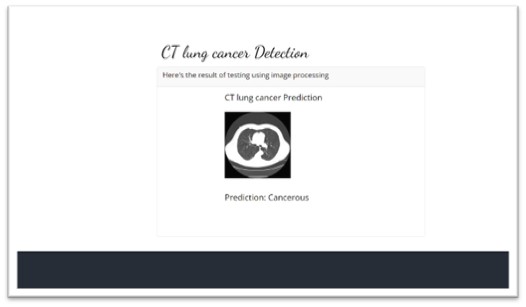 CT lung cancer Detection
Here's the result of testing using image processing
CT lung cancer Prediction
Prediction: Cancerous